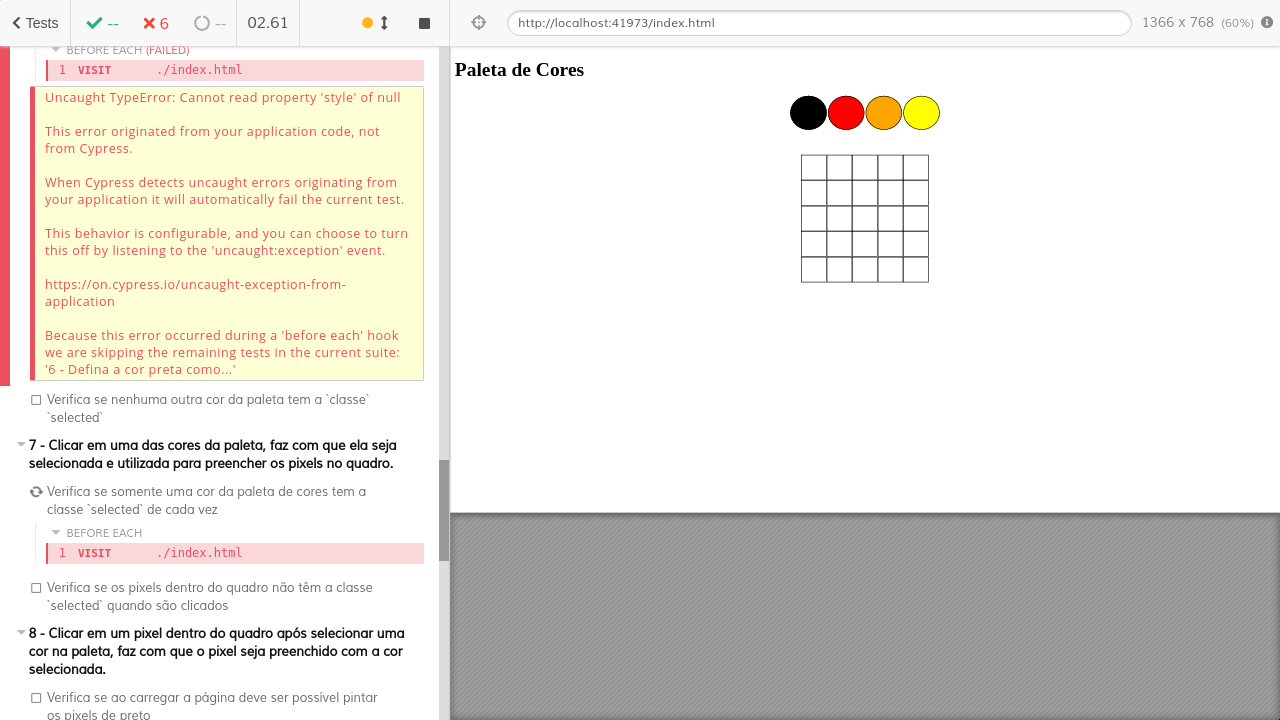 Tests
--
6
--
02.61
http://localhost:41973/index.html
1366 x 768 (60%)
BEFORE EACH (FAILED)
1 VISIT ./index.html
Uncaught TypeError: Cannot read property 'style' of null
This error originated from your application code, not
from Cypress.
When Cypress detects uncaught errors originating from
your application it will automatically fail the current test.
This behavior is configurable, and you can choose to turn
this off by listening to the 'uncaught:exception' event.
https://on.cypress.io/uncaught-exception-from-
application
Because this error occurred during a 'before each' hook
we are skipping the remaining tests in the current suite:
'6 - Defina a cor preta como...'
Verifica se nenhuma outra cor da paleta tem a `classe`
`selected`
7 - Clicar em uma das cores da paleta, faz com que ela seja
selecionada e utilizada para preencher os pixels no quadro.
Verifica se somente uma cor da paleta de cores tem a
classe `selected` de cada vez
BEFORE EACH
1 VISIT ./index.html
Verifica se os pixels dentro do quadro não têm a classe
`selected` quando são clicados
8 - Clicar em um pixel dentro do quadro após selecionar uma
cor na paleta, faz com que o pixel seja preenchido com a cor
selecionada.
Verifica se ao carregar a página deve ser possível pintar
os pixels de preto
Paleta de Cores